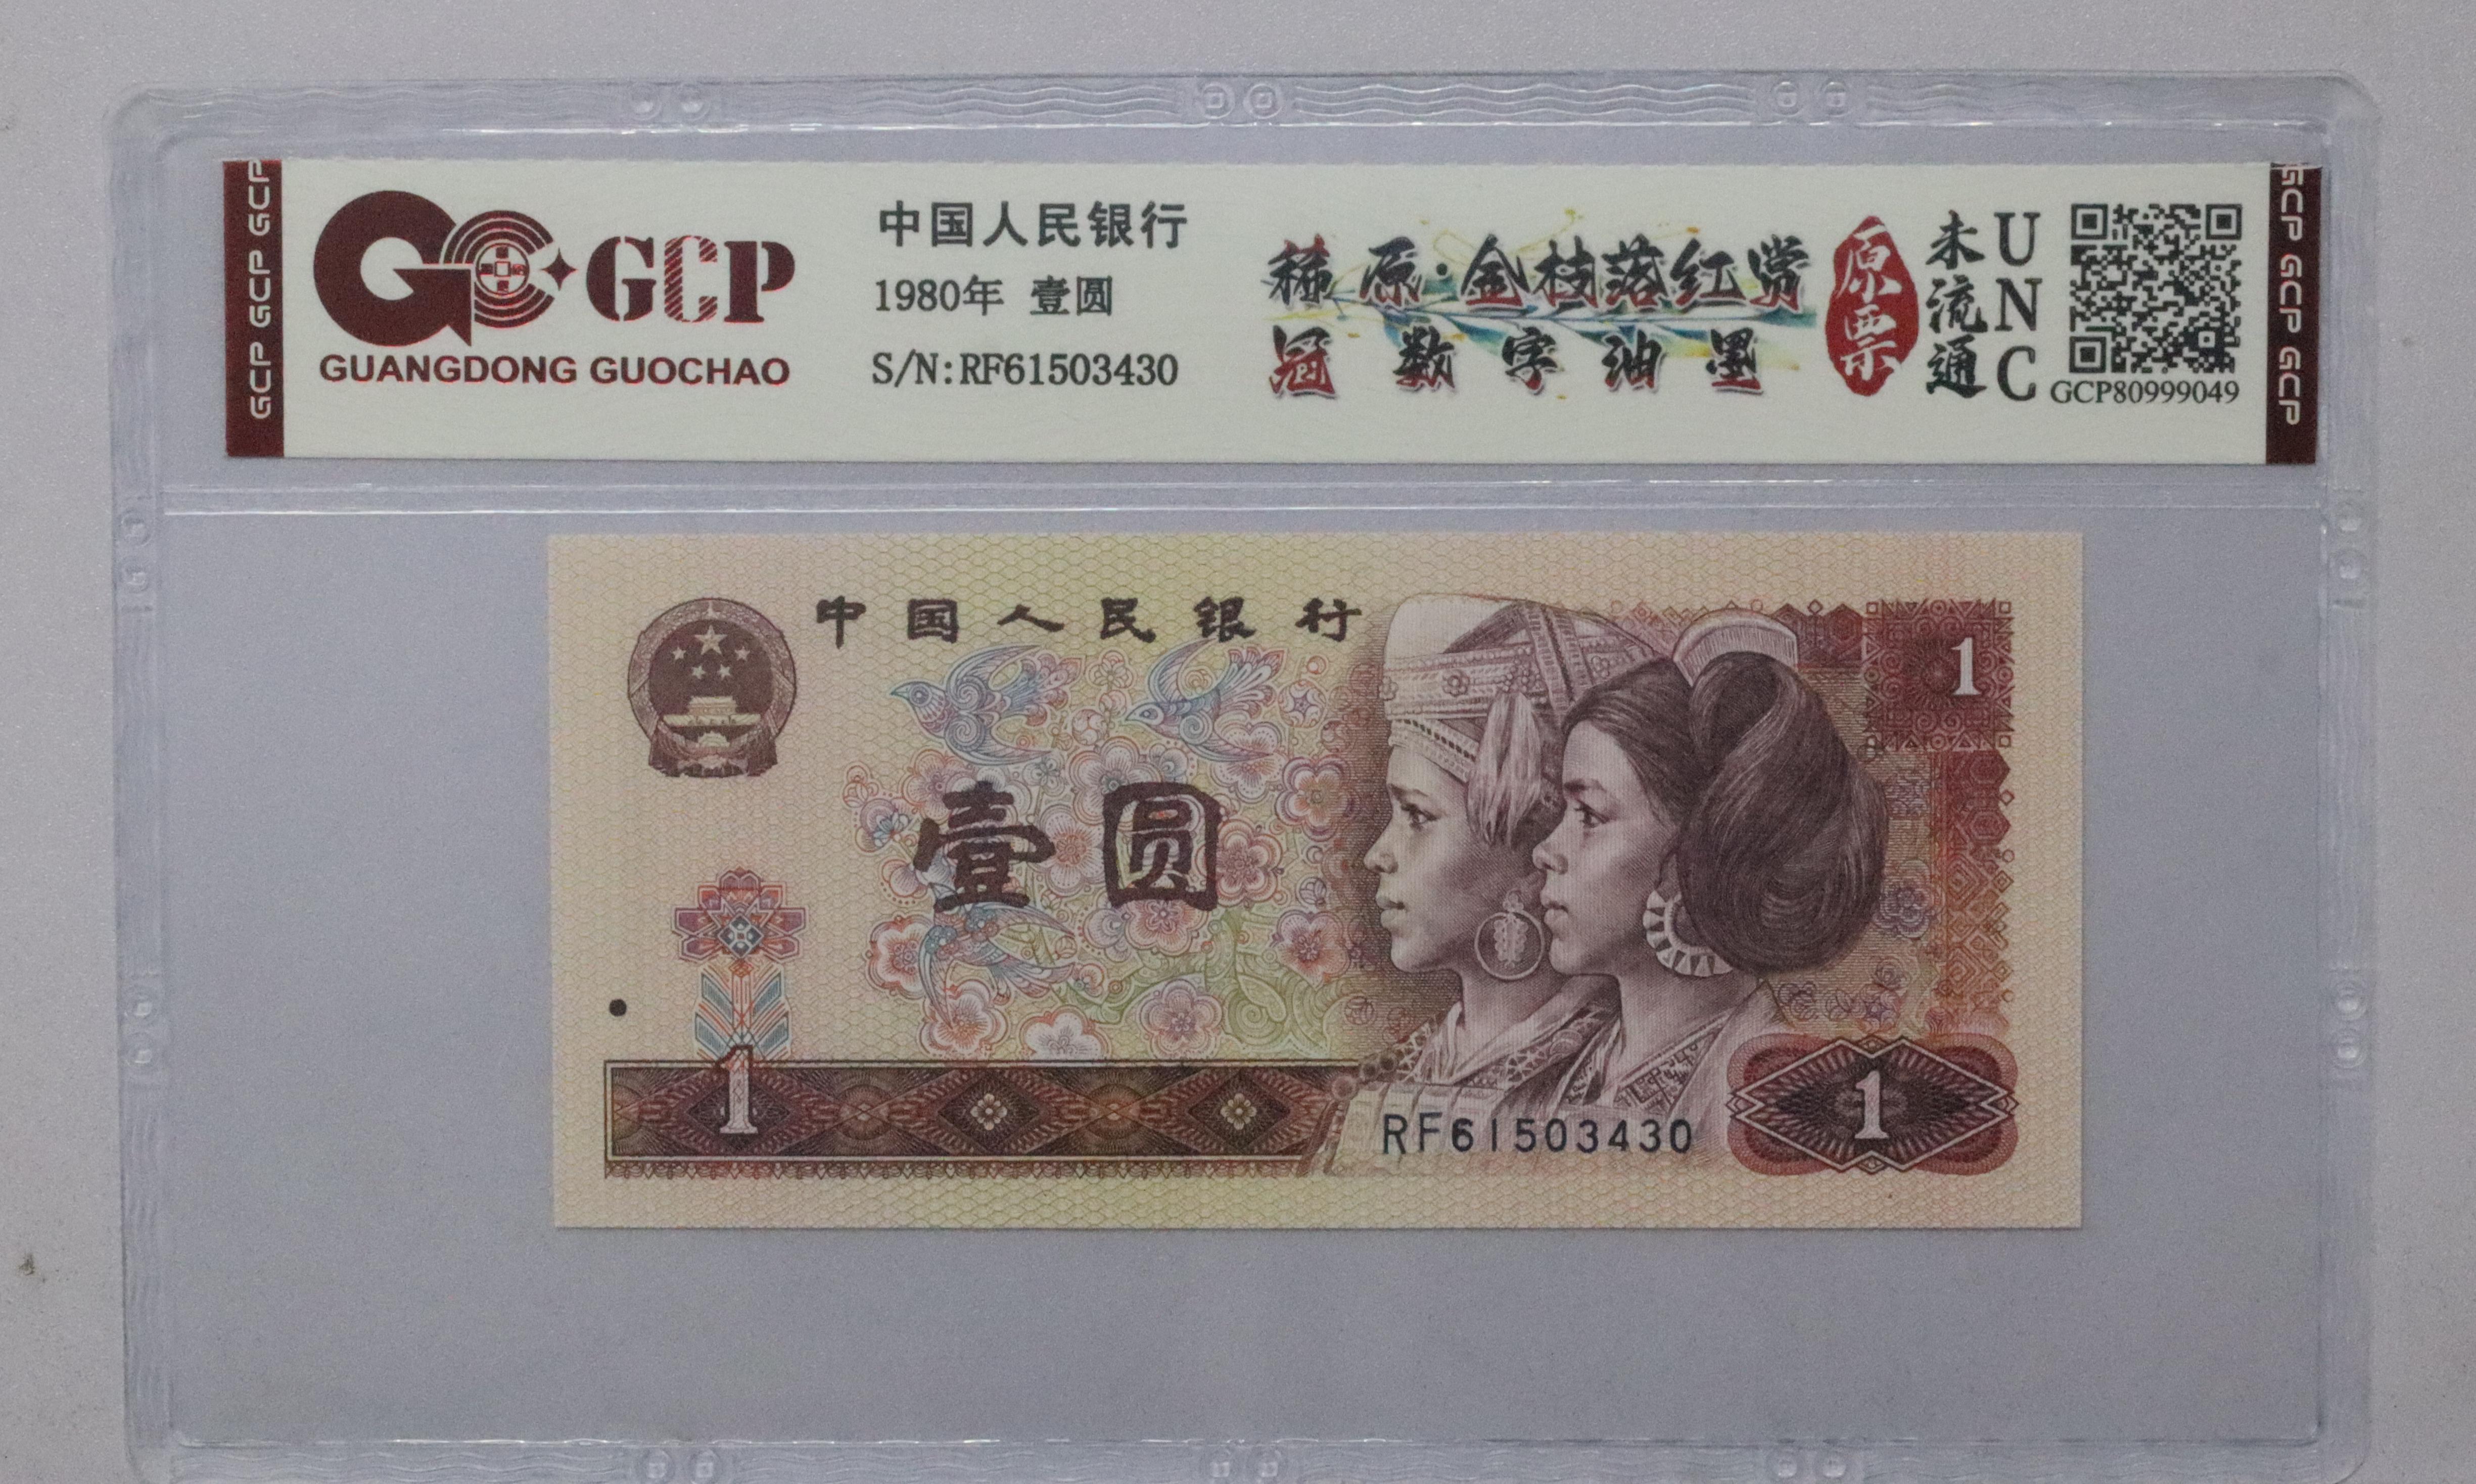 GCP GCP GCP
GCP
GUANGDONG GUOCHAO
中国人民银行
1980年 壹圆
S/N:RF61503430
稀原·金枝落红赏
冠数字油墨
原票
未流通
UNC
GCP80999049
GCP GCP GCP
中国人民银行
1
壹圆
1
RF61503430
1